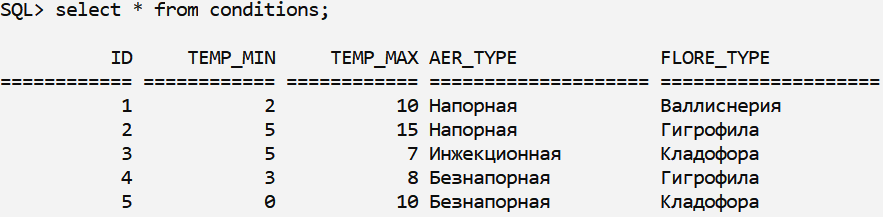 SQL> select * from conditions;
ID TEMP_MIN TEMP_MAX AER_TYPE FLORE_TYPE
============ ============ ============ ==================== ====================
1 2 10 Напорная Валлиснерия
2 5 15 Напорная Гигрофила
3 5 7 Инжекционная Кладофора
4 3 8 Безнапорная Гигрофила
5 0 10 Безнапорная Кладофора